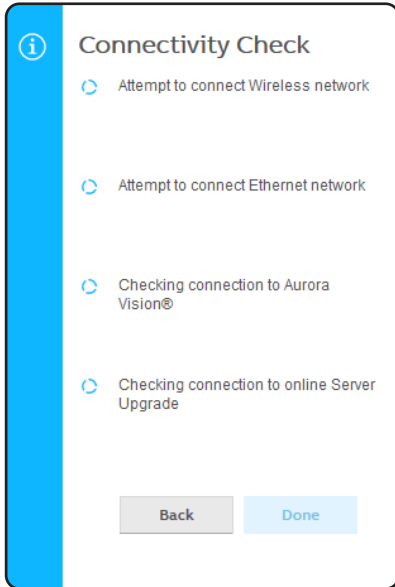 Connectivity Check
Attempt to connect Wireless network
Attempt to connect Ethernet network
Checking connection to Aurora
Vision®
Checking connection to online Server
Upgrade
Back
Done